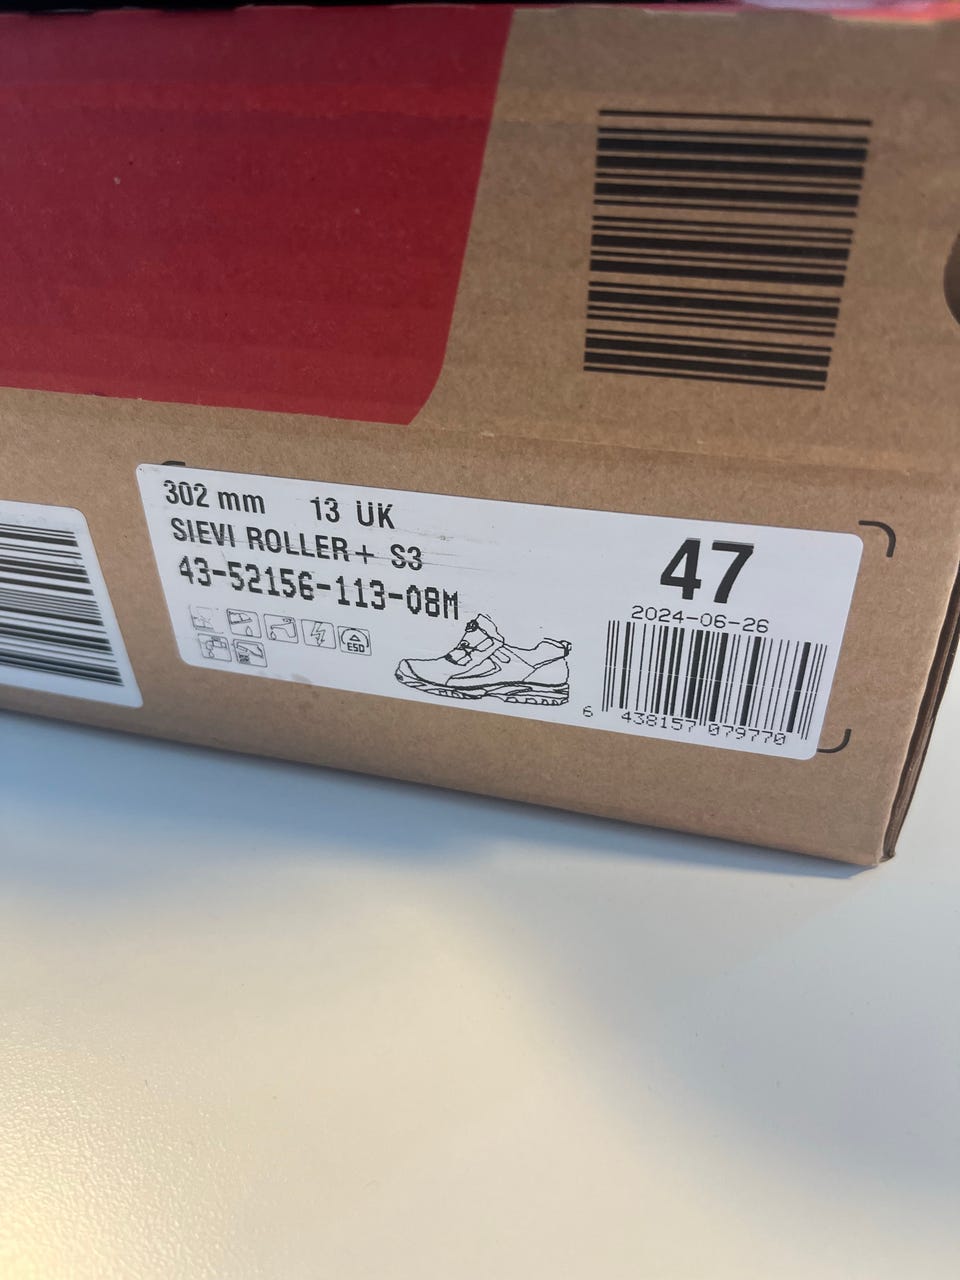 302 mm 13 UK
SIEVI ROLLER+ S3
43-52156-113-08M
ESD
47
2024-06-26
6 438157 079770